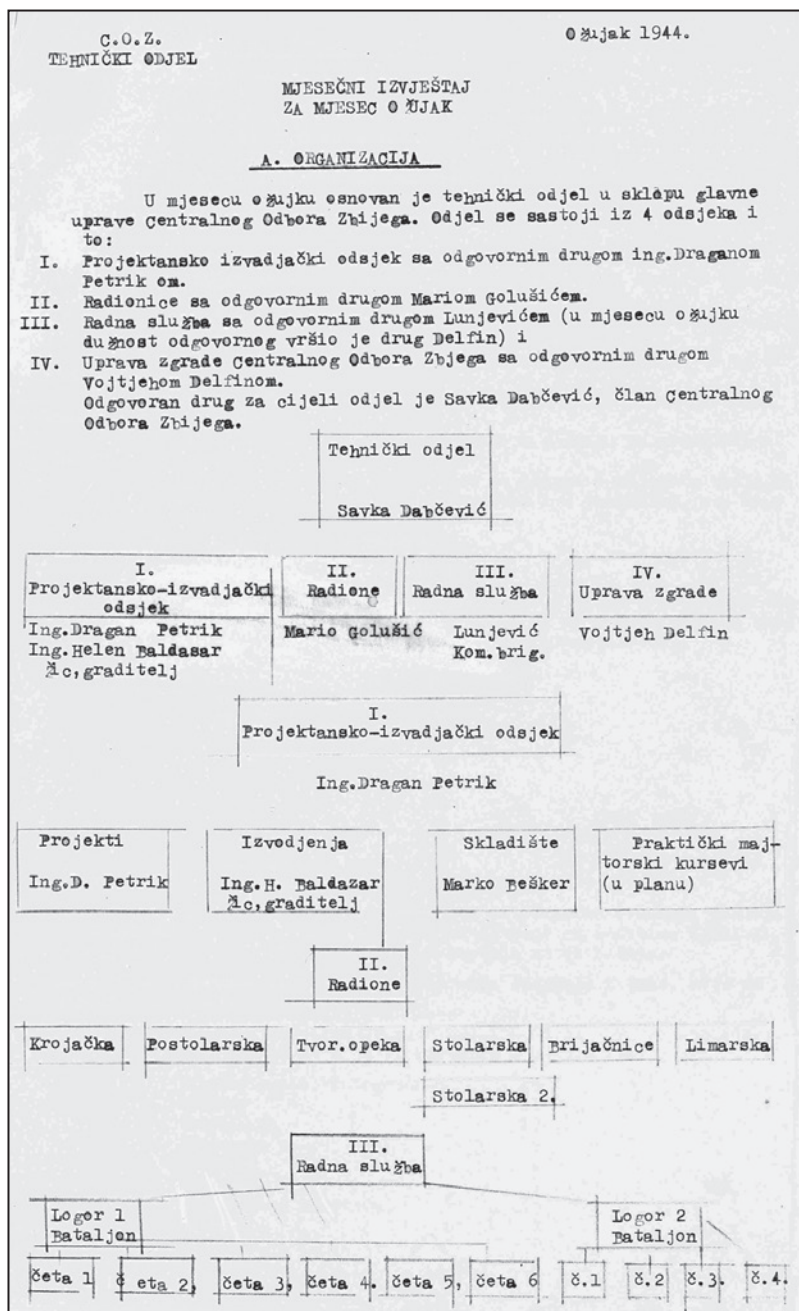 C.O.Z.
TEHNIČKI ODJEL
Ožujak 1944.
MJESEČNI IZVJEŠTAJ
ZA MJESEC OŽUJAK
A. ORGANIZACIJA
U mjesecu ožujku osnovan je tehnički odjel u sklopu glavne
uprave Centralnog Odbora Zbijega. Odjel se sastoji iz 4 odsjeka i
to:
I. Projektansko izvadjački odsjek sa odgovornim drugom ing.Draganom
Petrik om.
II. Radionice sa odgovornim drugom Mariom Golušićem.
III. Radna služba sa odgovornim drugom Lunjevićem (u mjesecu ožujku
dužnost odgovornog vršio je drug Delfin) i
IV. Uprava zgrade Centralnog Odbora Zbjega sa odgovornim drugom
Vojtjehom Delfinom.
Odgovoran drug za cijeli odjel je Savka Dabčević, član Centralnog
Odbora Zbijega.
Tehnički odjel
Savka Dabčević
I.
Projektansko-izvadjački
odsjek
Ing.Dragan Petrik
Ing.Helen Baldasar
Žic,graditelj
II.
Radione
Mario Golušić
III.
Radna služba
Lunjević
Kom.brig.
IV.
Uprava zgrade
Vojtjeh Delfin
I.
Projektansko-izvadjački odsjek
Ing.Dragan Petrik
Projekti
Ing.D. Petrik
Izvodjenja
Ing.H. Baldazar
Žic,graditelj
Skladište
Marko Bešker
Praktički maj-
torski kursevi
(u planu)
II.
Radione
Krojačka
Postolarska
Tvor.opeka
Stolarska
Brijačnice
Limarska
Stolarska 2.
III.
Radna služba
Logor 1
Bataljon
Logor 2
Bataljon
četa 1
č eta 2,
četa 3,
četa 4.
četa 5,
četa 6
č.1
č.2
č.3.
č.4.